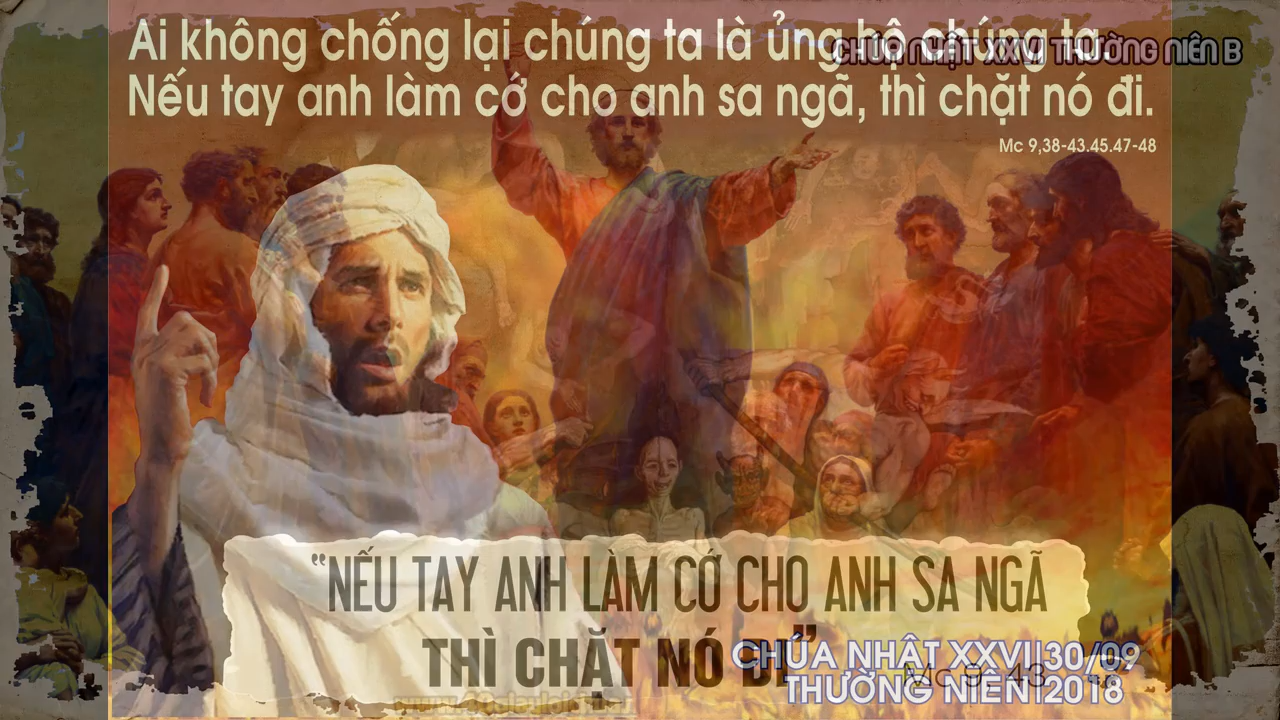 Ai không chống lại chúng ta là ủng hộ chúng ta.
CHÚA NHẬT XXVI THƯỜNG NIÊN B
Nếu tay anh làm cớ cho anh sa ngã, thì chặt nó đi.
Mc 9,38-43.45.47-48
“NẾU TAY ANH LÀM CỚ CHO ANH SA NGÃ
THÌ CHẶT NÓ ĐI”
Mc 9, 43
CHÚA NHẬT XXVI 30/09
THƯỜNG NIÊN 2018